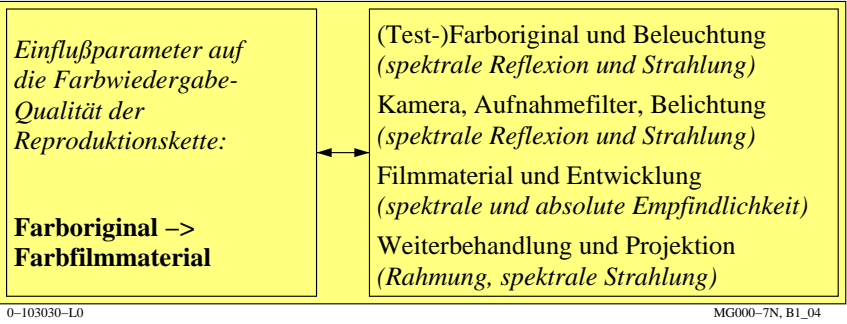 Einflußparameter auf
die Farbwiedergabe-
Qualität der
Reproduktionskette:
Farboriginal −>
Farbfilmmaterial
(Test-)Farboriginal und Beleuchtung
(spektrale Reflexion und Strahlung)
Kamera, Aufnahmefilter, Belichtung
(spektrale Reflexion und Strahlung)
Filmmaterial und Entwicklung
(spektrale und absolute Empfindlichkeit)
Weiterbehandlung und Projektion
(Rahmung, spektrale Strahlung)
0−103030−L0
MG000−7N, B1_04